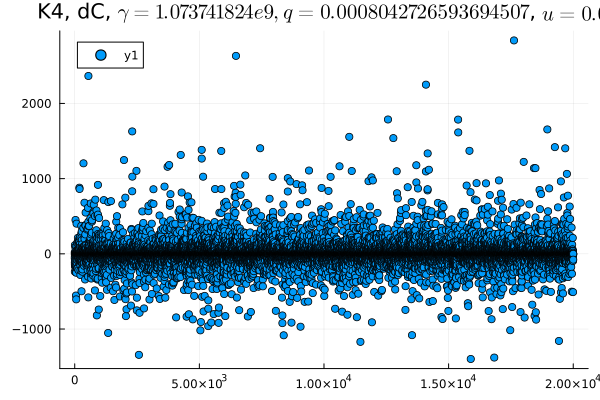 K4, dC, γ = 1.073741824e9, q = 0.0008042726593694507, u = 0.0
y1
2000
1000
0
−1000
0 5.00×10³ 1.00×10⁴ 1.50×10⁴ 2.00×10⁴